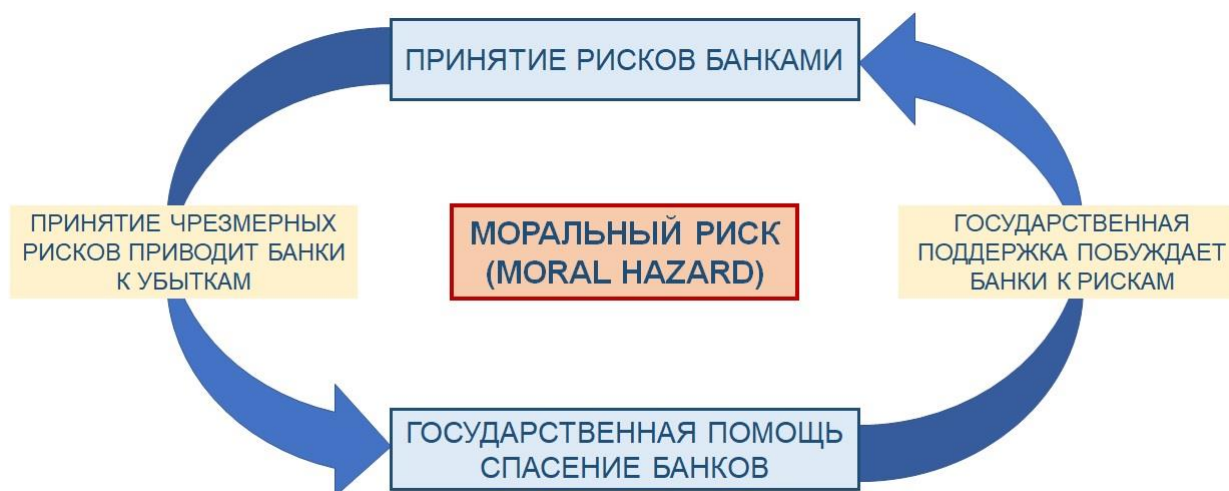 ПРИНЯТИЕ РИСКОВ БАНКАМИ
ПРИНЯТИЕ ЧРЕЗМЕРНЫХ
РИСКОВ ПРИВОДИТ БАНКИ
К УБЫТКАМ
МОРАЛЬНЫЙ РИСК
(MORAL HAZARD)
ГОСУДАРСТВЕННАЯ
ПОДДЕРЖКА ПОБУЖДАЕТ
БАНКИ К РИСКАМ
ГОСУДАРСТВЕННАЯ ПОМОЩЬ
СПАСЕНИЕ БАНКОВ